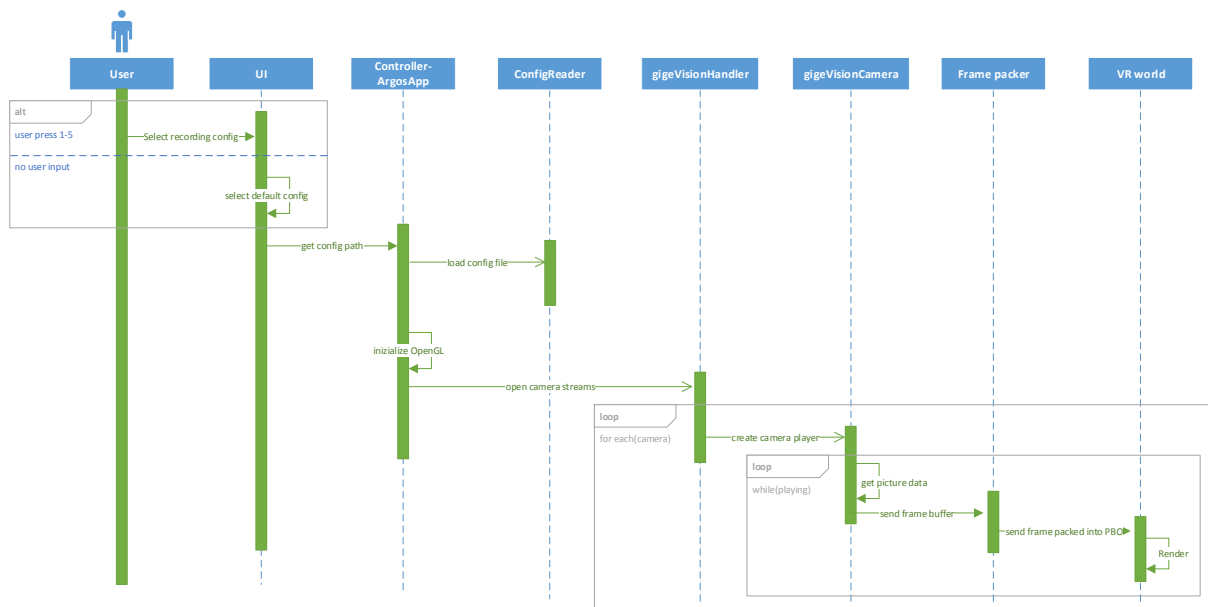 User
UI
Controller-
ArgosApp
ConfigReader
gigeVisionHandler
gigeVisionCamera
Frame packer
VR world
alt
user press 1-5
Select recording config
no user input
select default config
get config path
load config file
inizialize OpenGL
open camera streams
loop
for each(camera)
create camera player
loop
while(playing)
get picture data
send frame buffer
send frame packed into PBO
Render